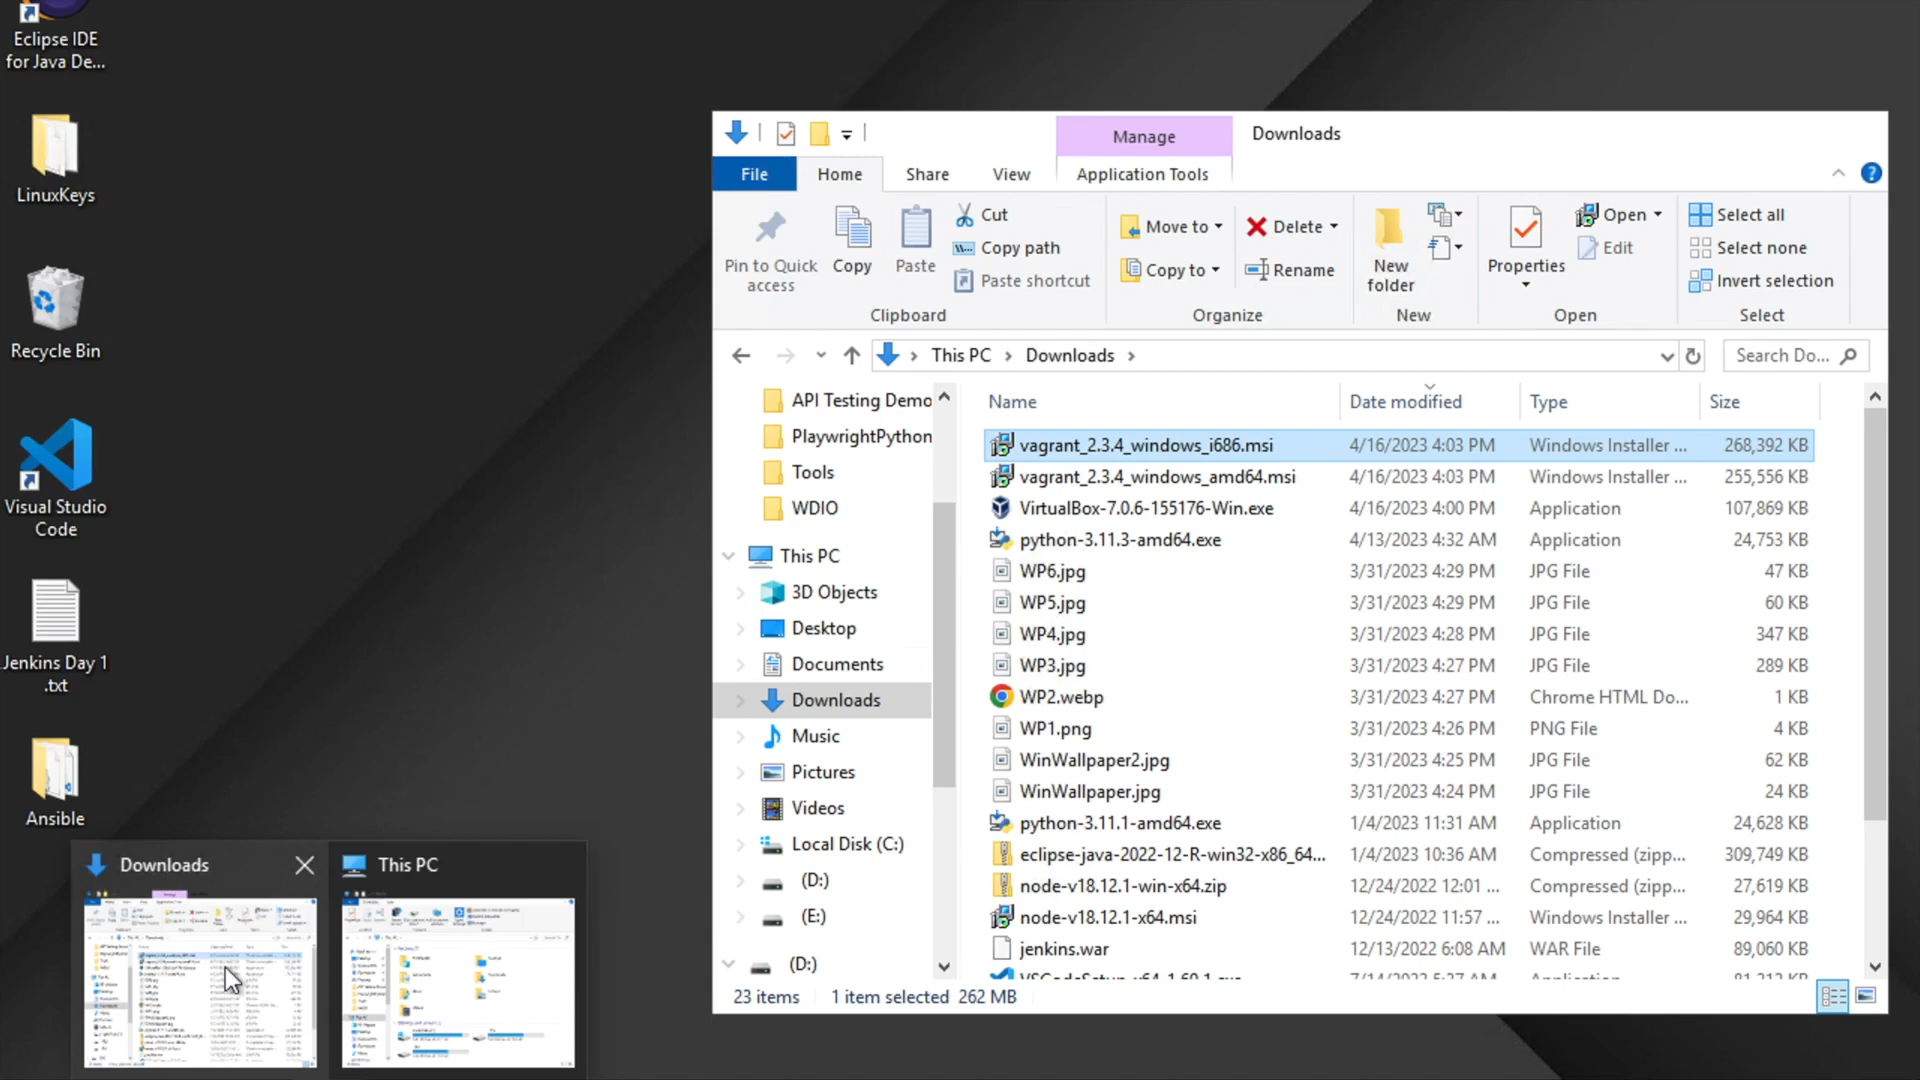 Eclipse IDE
for Java De...
LinuxKeys
Recycle Bin
Visual Studio
Code
Jenkins Day 1
.txt
Ansible
Downloads
This PC
Manage
Downloads
File
Home
Share
View
Application Tools
Pin to Quick
access
Copy
Paste
Cut
Copy path
Paste shortcut
Clipboard
Move to
Copy to
Delete
Rename
Organize
New
folder
New
Properties
Open
Edit
Open
Select all
Select none
Invert selection
Select
This PC > Downloads >
Search Do...
API Testing Demo
PlaywrightPython
Tools
WDIO
This PC
3D Objects
Desktop
Documents
Downloads
Music
Pictures
Videos
Local Disk (C:)
(D:)
(E:)
(D:)
Name Date modified Type Size
vagrant_2.3.4_windows_i686.msi 4/16/2023 4:03 PM Windows Installer ... 268,392 KB
vagrant_2.3.4_windows_amd64.msi 4/16/2023 4:03 PM Windows Installer ... 255,556 KB
VirtualBox-7.0.6-155176-Win.exe 4/16/2023 4:00 PM Application 107,869 KB
python-3.11.3-amd64.exe 4/13/2023 4:32 AM Application 24,753 KB
WP6.jpg 3/31/2023 4:29 PM JPG File 47 KB
WP5.jpg 3/31/2023 4:29 PM JPG File 60 KB
WP4.jpg 3/31/2023 4:28 PM JPG File 347 KB
WP3.jpg 3/31/2023 4:27 PM JPG File 289 KB
WP2.webp 3/31/2023 4:27 PM Chrome HTML Do... 1 KB
WP1.png 3/31/2023 4:26 PM PNG File 4 KB
WinWallpaper2.jpg 3/31/2023 4:25 PM JPG File 62 KB
WinWallpaper.jpg 3/31/2023 4:24 PM JPG File 24 KB
python-3.11.1-amd64.exe 1/4/2023 11:31 AM Application 24,628 KB
eclipse-java-2022-12-R-win32-x86_64... 1/4/2023 10:36 AM Compressed (zipp... 309,749 KB
node-v18.12.1-win-x64.zip 12/24/2022 12:01 ... Compressed (zipp... 27,619 KB
node-v18.12.1-x64.msi 12/24/2022 11:57 ... Windows Installer ... 29,964 KB
jenkins.war 12/13/2022 6:08 AM WAR File 89,060 KB
23 items 1 item selected 262 MB